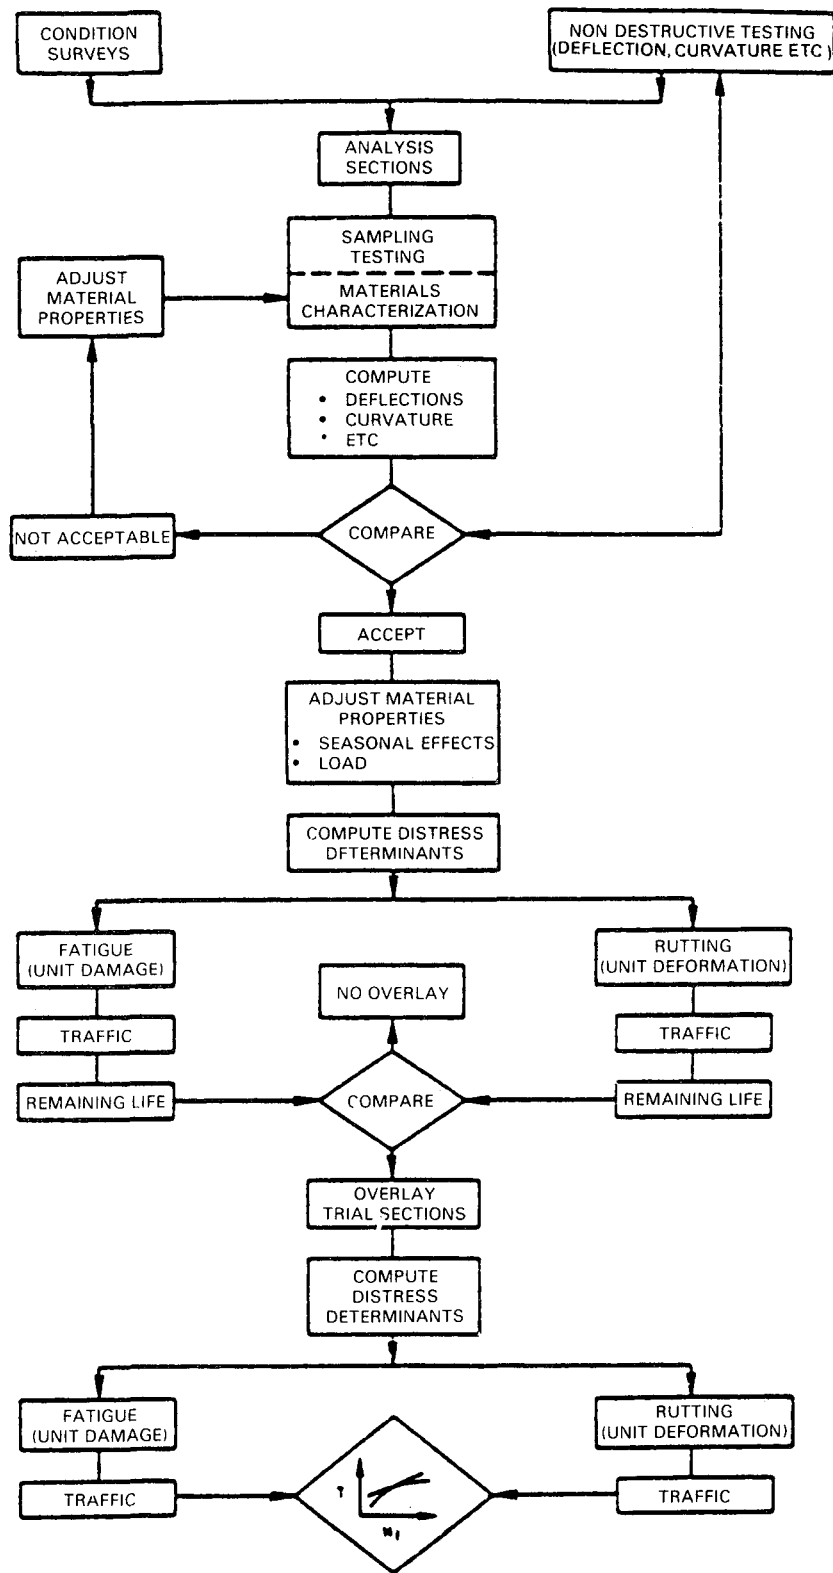 CONDITION
SURVEYS
NON DESTRUCTIVE TESTING
(DEFLECTION, CURVATURE ETC )
ANALYSIS
SECTIONS
SAMPLING
TESTING
MATERIALS
CHARACTERIZATION
ADJUST
MATERIAL
PROPERTIES
COMPUTE
• DEFLECTIONS
• CURVATURE
• ETC
NOT ACCEPTABLE
COMPARE
ACCEPT
ADJUST MATERIAL
PROPERTIES
• SEASONAL EFFECTS
• LOAD
COMPUTE DISTRESS
DETERMINANTS
FATIGUE
(UNIT DAMAGE)
RUTTING
(UNIT DEFORMATION)
NO OVERLAY
TRAFFIC
TRAFFIC
REMAINING LIFE
COMPARE
REMAINING LIFE
OVERLAY
TRIAL SECTIONS
COMPUTE
DISTRESS
DETERMINANTS
FATIGUE
(UNIT DAMAGE)
RUTTING
(UNIT DEFORMATION)
TRAFFIC
T
TRAFFIC